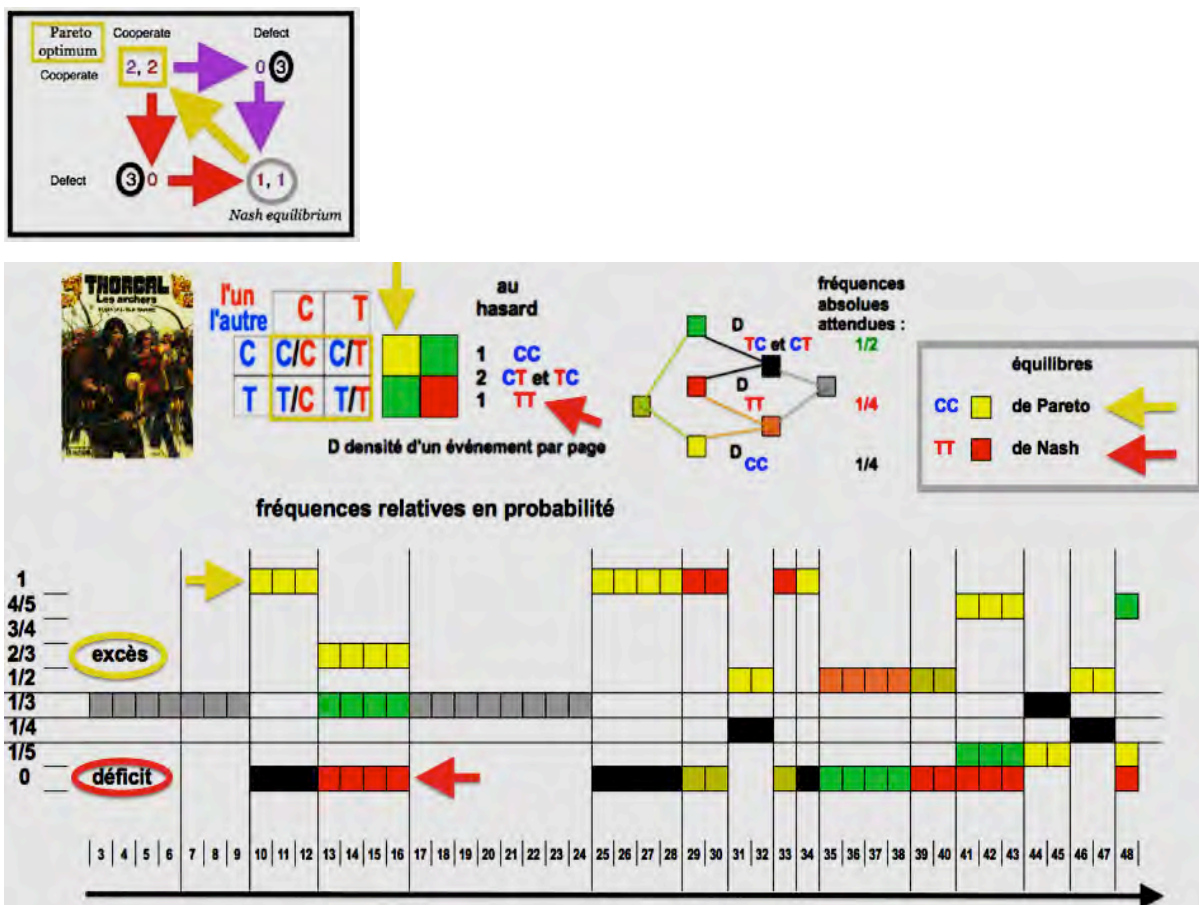 Pareto optimum
Cooperate
Defect
Cooperate
2, 2
0 3
Defect
3 0
1, 1
Nash equilibrium
THORGAL
Les archers
l'un
l'autre
C T
C C/C C/T
T T/C T/T
au
hasard
1 CC
2 CT et TC
1 TT
D densité d'un événement par page
D
TC et CT
D
TT
D
CC
fréquences
absolues
attendues :
1/2
1/4
1/4
équilibres
CC de Pareto
TT de Nash
fréquences relatives en probabilité
1
4/5
3/4
2/3
excès
1/2
1/3
1/4
1/5
0
déficit
3 4 5 6 7 8 9 10 11 12 13 14 15 16 17 18 19 20 21 22 23 24 25 26 27 28 29 30 31 32 33 34 35 36 37 38 39 40 41 42 43 44 45 46 47 48